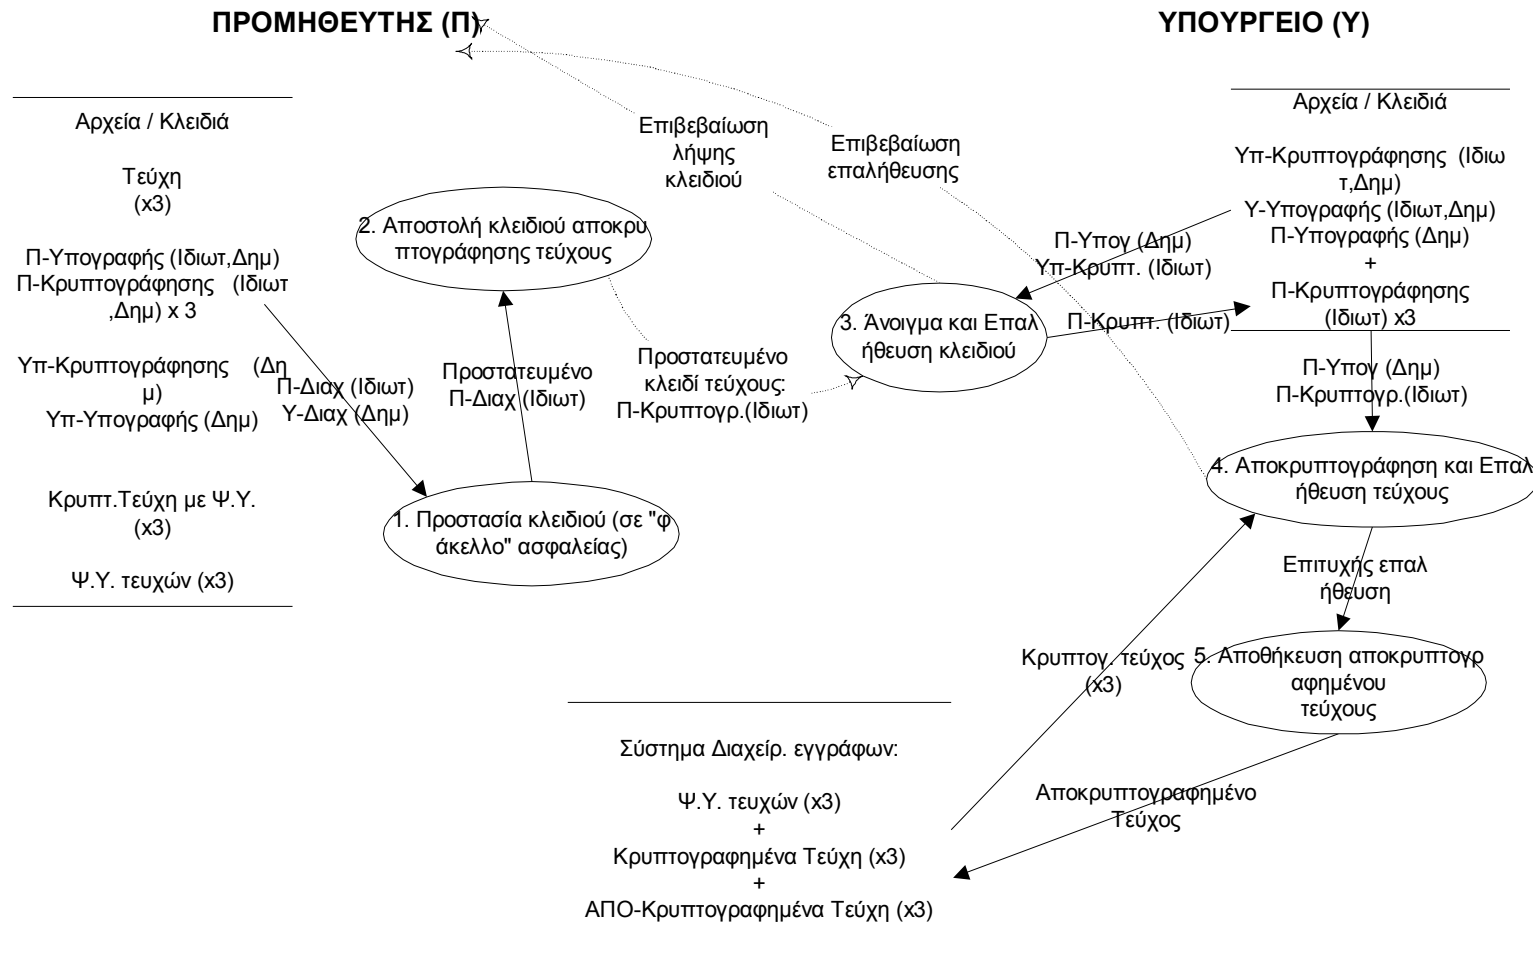 ΠΡΟΜΗΘΕΥΤΗΣ (Π)
ΥΠΟΥΡΓΕΙΟ (Υ)
Αρχεία / Κλειδιά
Τεύχη
(x3)
Π-Υπογραφής (Ιδιωτ,Δημ)
Π-Κρυπτογράφησης (Ιδιωτ
,Δημ) x 3
Υπ-Κρυπτογράφησης (Δη
μ)
Υπ-Υπογραφής (Δημ)
Κρυπτ.Τεύχη με Ψ.Υ.
(x3)
Ψ.Υ. τευχών (x3)
Π-Διαχ (Ιδιωτ)
Υ-Διαχ (Δημ)
2. Αποστολή κλειδιού αποκρυ
πτογράφησης τεύχους
Προστατευμένο
Π-Διαχ (Ιδιωτ)
1. Προστασία κλειδιού (σε "φ
άκελλο" ασφαλείας)
Επιβεβαίωση
λήψης
κλειδιού
Επιβεβαίωση
επαλήθευσης
Προστατευμένο
κλειδί τεύχους:
Π-Κρυπτογρ.(Ιδιωτ)
3. Άνοιγμα και Επαλ
ήθευση κλειδιού
Π-Υπογ (Δημ)
Υπ-Κρυπτ. (Ιδιωτ)
Π-Κρυπτ. (Ιδιωτ)
Αρχεία / Κλειδιά
Υπ-Κρυπτογράφησης (Ιδιω
τ,Δημ)
Υ-Υπογραφής (Ιδιωτ,Δημ)
Π-Υπογραφής (Δημ)
+
Π-Κρυπτογράφησης
(Ιδιωτ) x3
Π-Υπογ (Δημ)
Π-Κρυπτογρ.(Ιδιωτ)
4. Αποκρυπτογράφηση και Επαλ
ήθευση τεύχους
Επιτυχής επαλ
ήθευση
Κρυπτογ. τεύχος
(x3)
5. Αποθήκευση αποκρυπτογρ
αφημένου
τεύχους
Αποκρυπτογραφημένο
Τεύχος
Σύστημα Διαχείρ. εγγράφων:
Ψ.Υ. τευχών (x3)
+
Κρυπτογραφημένα Τεύχη (x3)
+
ΑΠΟ-Κρυπτογραφημένα Τεύχη (x3)